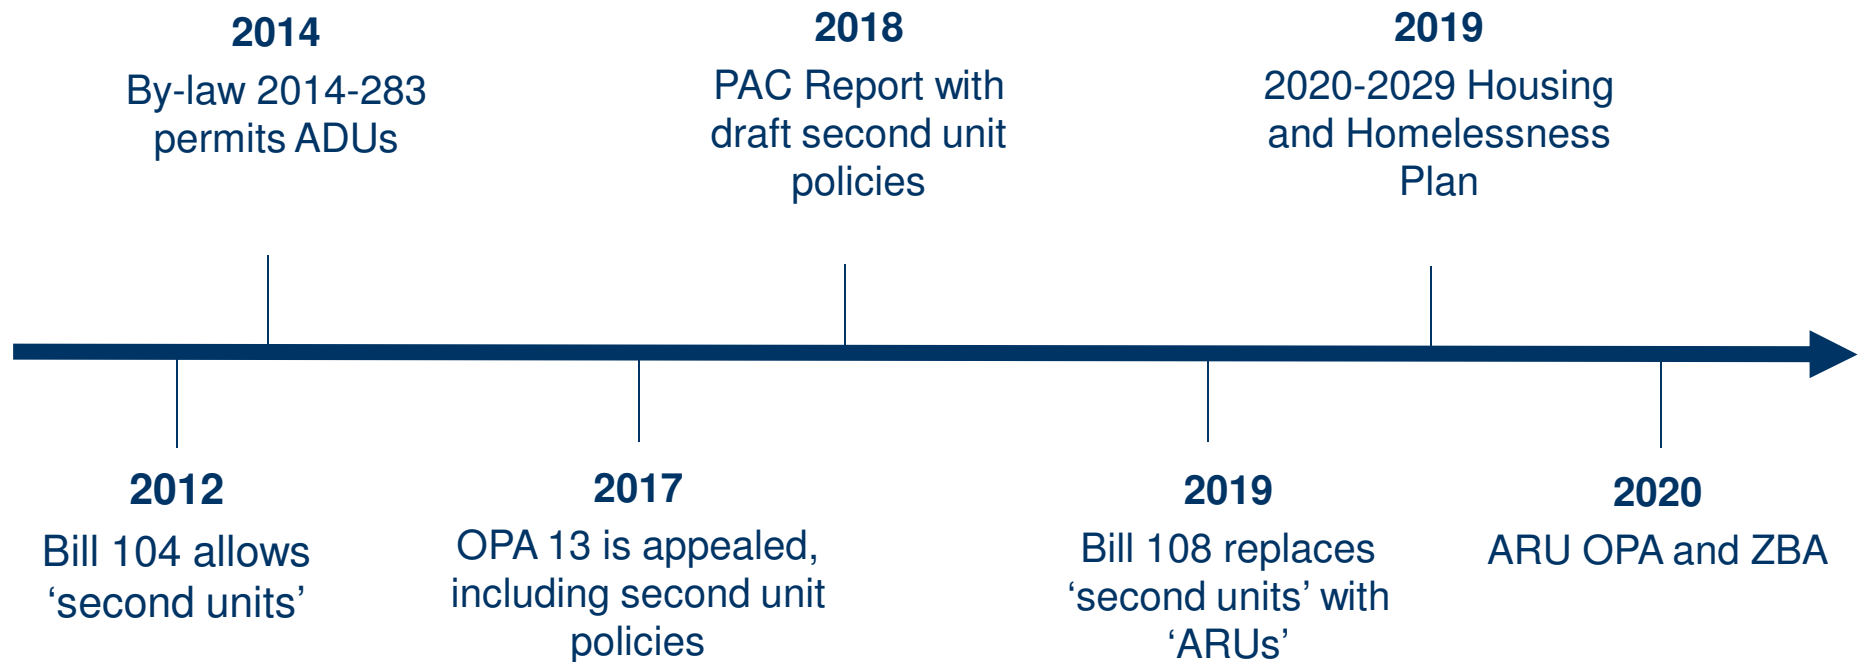 2014
By-law 2014-283
permits ADUs
2018
PAC Report with
draft second unit
policies
2019
2020-2029 Housing
and Homelessness
Plan
2012
Bill 104 allows
‘second units’
2017
OPA 13 is appealed,
including second unit
policies
2019
Bill 108 replaces
‘second units’ with
‘ARUs’
2020
ARU OPA and ZBA